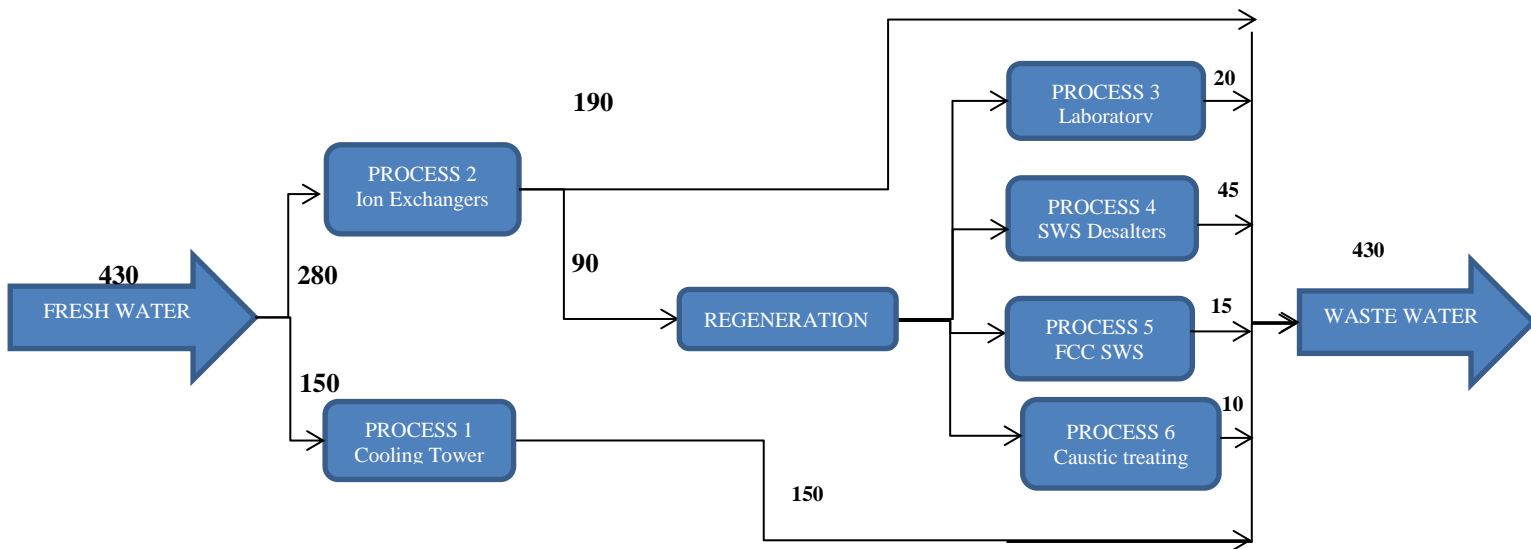 430
FRESH WATER
280
150
PROCESS 2
Ion Exchangers
PROCESS 1
Cooling Tower
190
90
REGENERATION
150
PROCESS 3
Laboratory
20
PROCESS 4
SWS Desalters
45
PROCESS 5
FCC SWS
15
PROCESS 6
Caustic treating
10
430
WASTE WATER